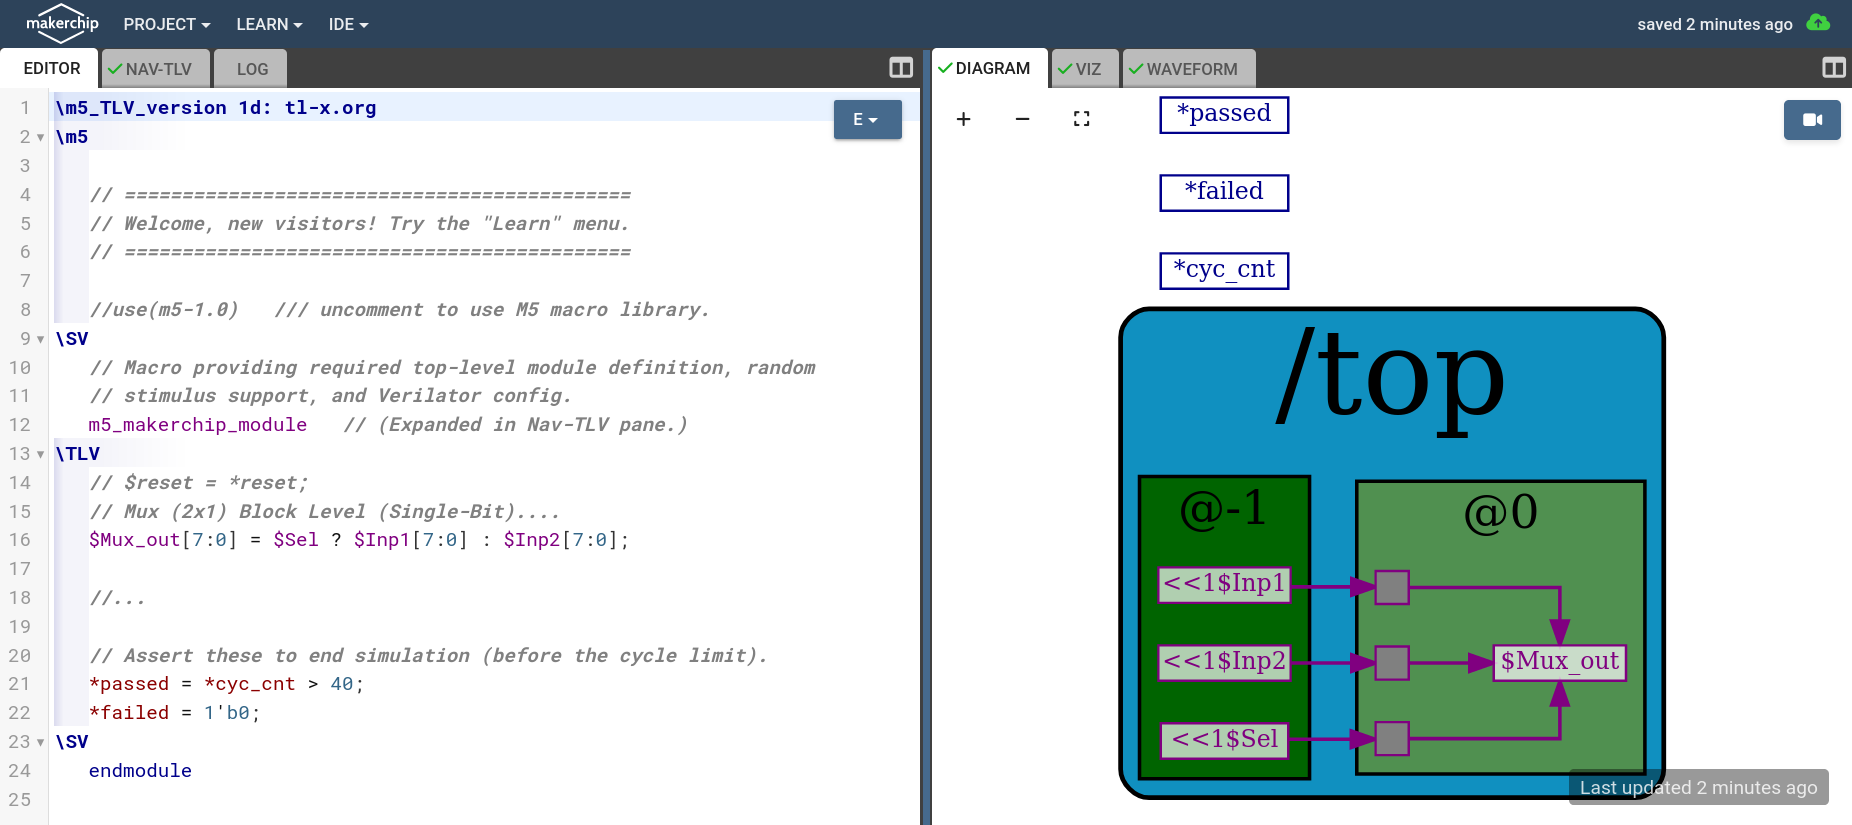 makerchip PROJECT LEARN IDE saved 2 minutes ago
EDITOR NAV-TLV LOG
1 \m5_TLV_version 1d: tl-x.org
E
2 \m5
3
4 // ============================================
5 // Welcome, new visitors! Try the "Learn" menu.
6 // ============================================
7
8 //use(m5-1.0) /// uncomment to use M5 macro library.
9 \SV
10 // Macro providing required top-level module definition, random
11 // stimulus support, and Verilator config.
12 m5_makerchip_module // (Expanded in Nav-TLV pane.)
13 \TLV
14 // $reset = *reset;
15 // Mux (2x1) Block Level (Single-Bit)....
16 $Mux_out[7:0] = $Sel ? $Inp1[7:0] : $Inp2[7:0];
17
18 //...
19
20 // Assert these to end simulation (before the cycle limit).
21 *passed = *cyc_cnt > 40;
22 *failed = 1'b0;
23 \SV
24 endmodule
25
DIAGRAM VIZ WAVEFORM
*passed
*failed
*cyc_cnt
/top
@-1 @0
<<1$Inp1
<<1$Inp2 $Mux_out
<<1$Sel
Last updated 2 minutes ago